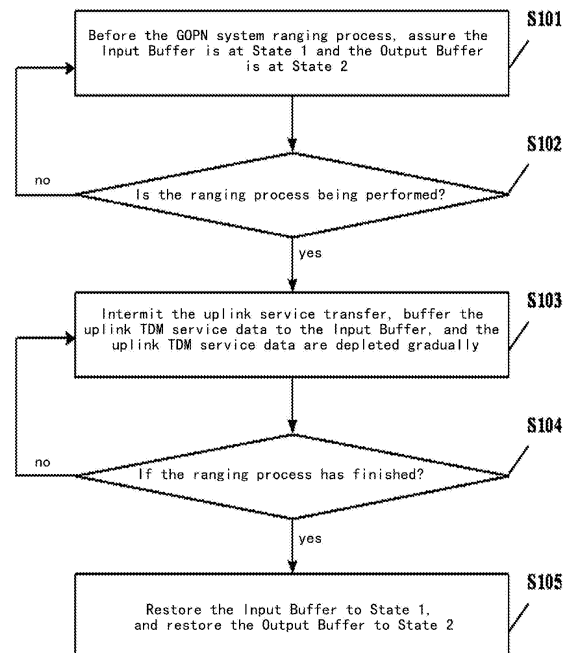 S101
Before the GOPN system ranging process, assure the
Input Buffer is at State 1 and the Output Buffer
is at State 2
S102
no
Is the ranging process being performed?
yes
S103
Intermit the uplink service transfer, buffer the
uplink TDM service data to the Input Buffer, and the
uplink TDM service data are depleted gradually
S104
no
If the ranging process has finished?
yes
S105
Restore the Input Buffer to State 1,
and restore the Output Buffer to State 2